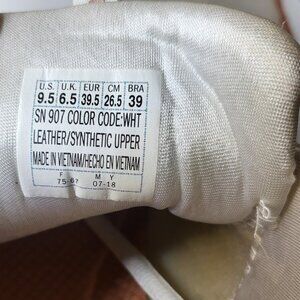 U.S. U.K. EUR CM BRA
9.5 6.5 39.5 26.5 39
SN 907 COLOR CODE:WHT
LEATHER/SYNTHETIC UPPER
MADE IN VIETNAM/HECHO EN VIETNAM
F M Y
07-18